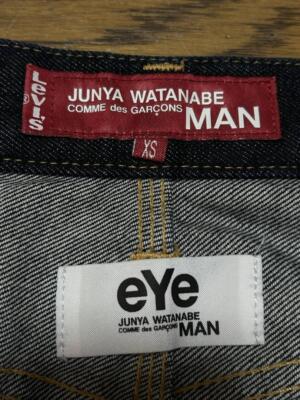 Levi's
®
JUNYA WATANABE
COMME des GARÇONS MAN
XS
eYe
JUNYA WATANABE
COMME des GARÇONS MAN